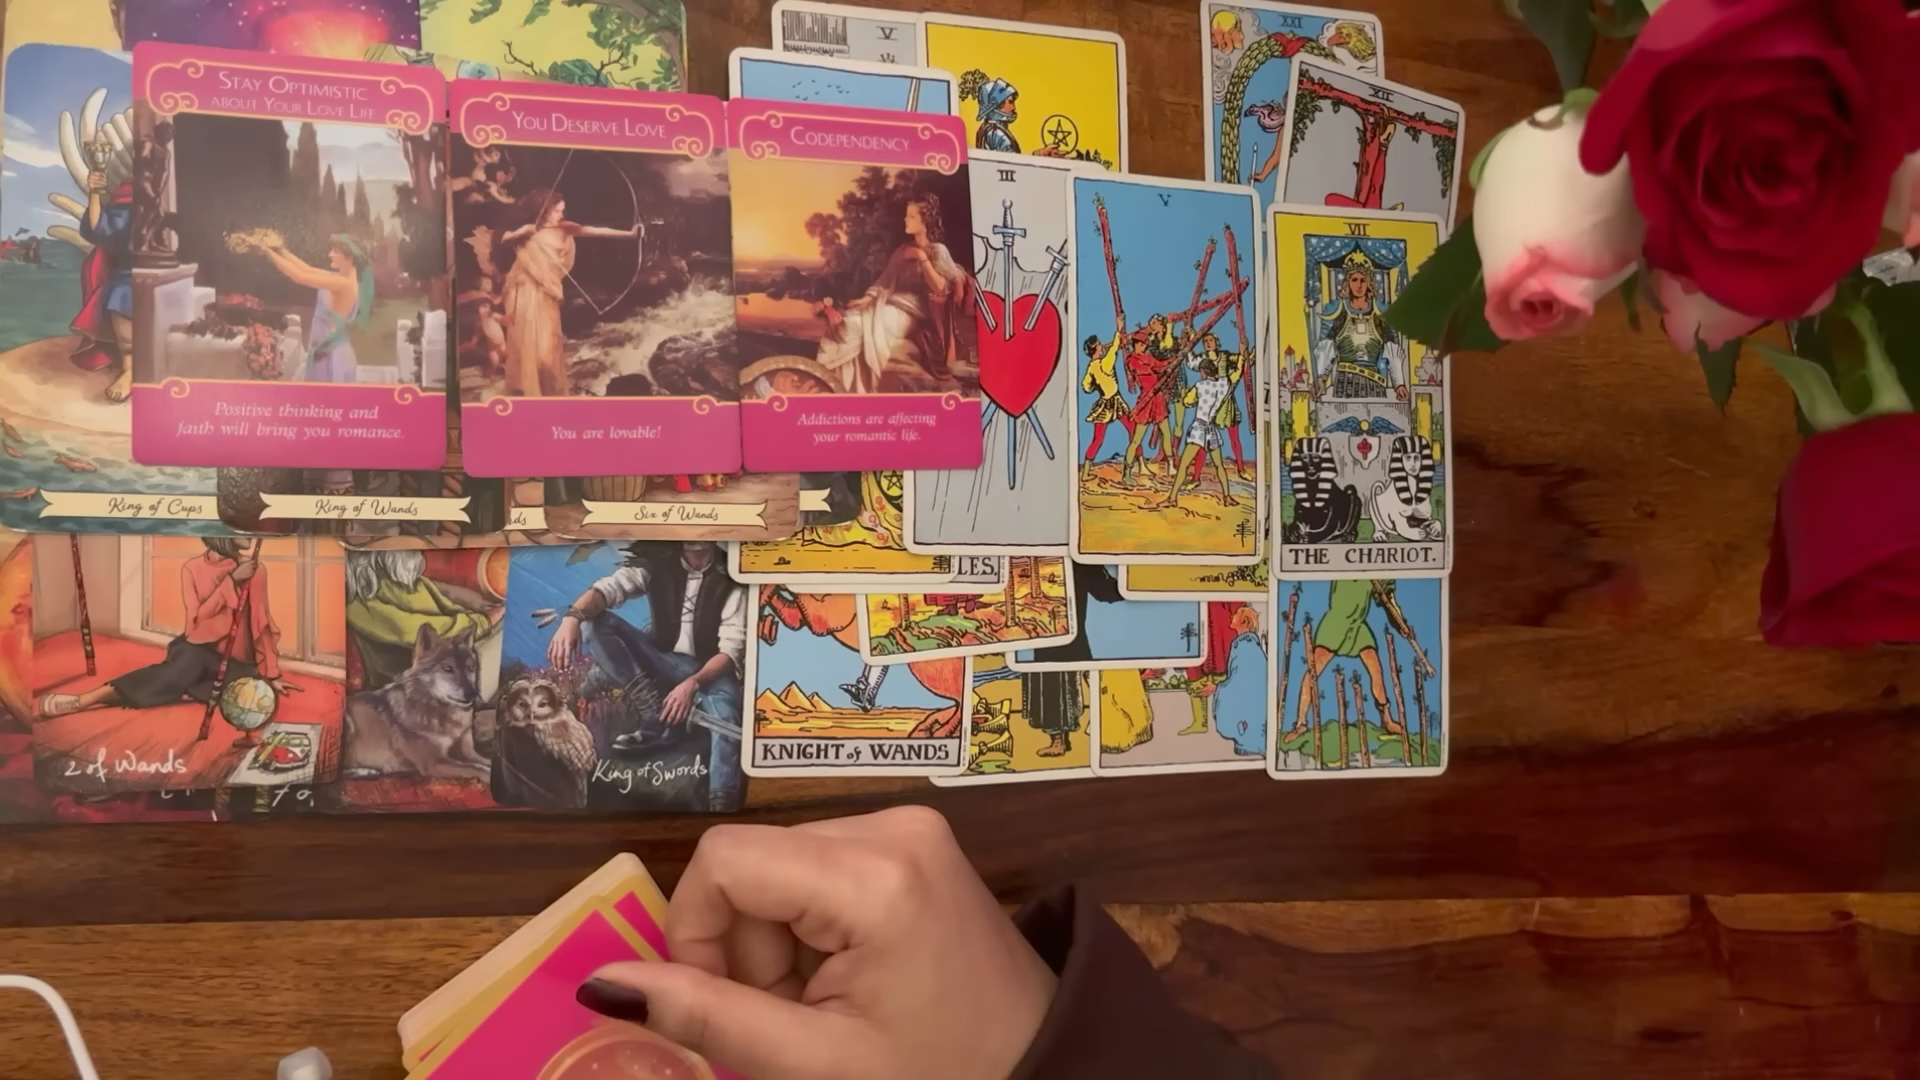 STAY OPTIMISTIC
ABOUT YOUR LOVE LIFE
Positive thinking and
faith will bring you romance.
YOU DESERVE LOVE
You are lovable!
CODEPENDENCY
Addictions are affecting
your romantic life.
V
XXI
XII
III
V
VII
THE CHARIOT.
King of Cups
King of Wands
ds
Six of Wands
LES,
2 of Wands
King of Swords
KNIGHT of WANDS